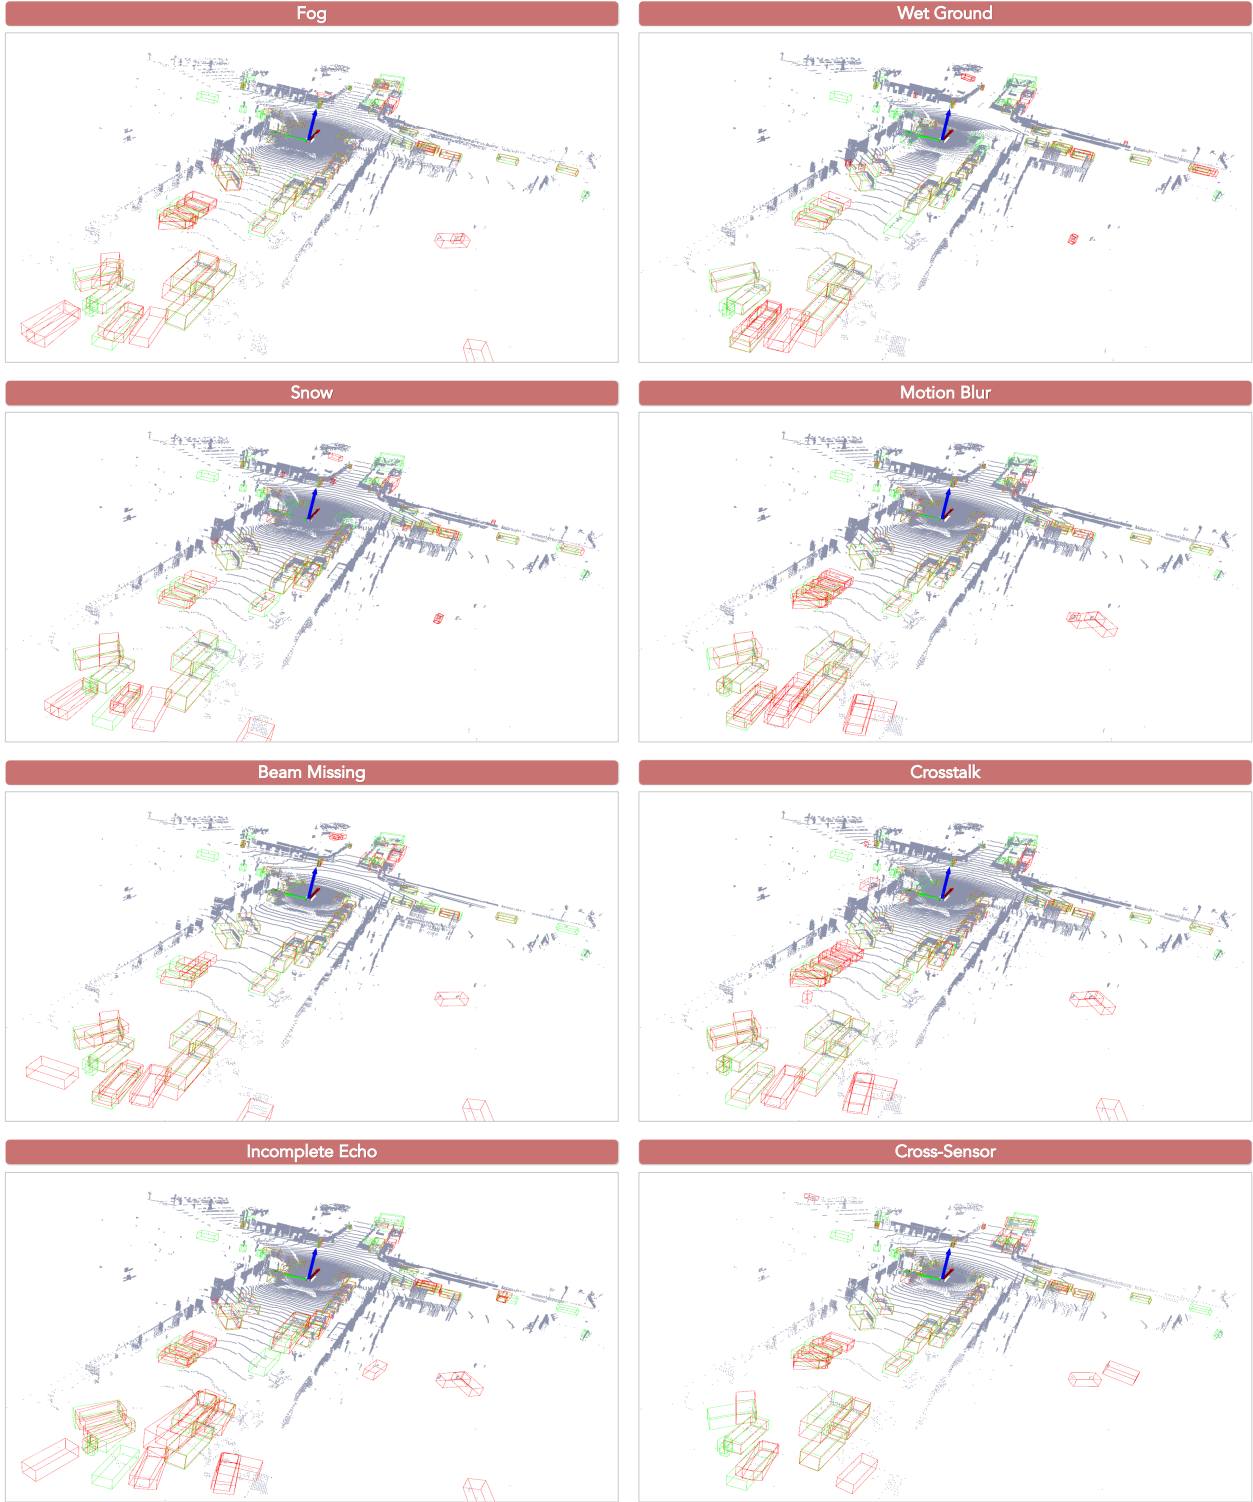 Fog
Wet Ground
Snow
Motion Blur
Beam Missing
Crosstalk
Incomplete Echo
Cross-Sensor